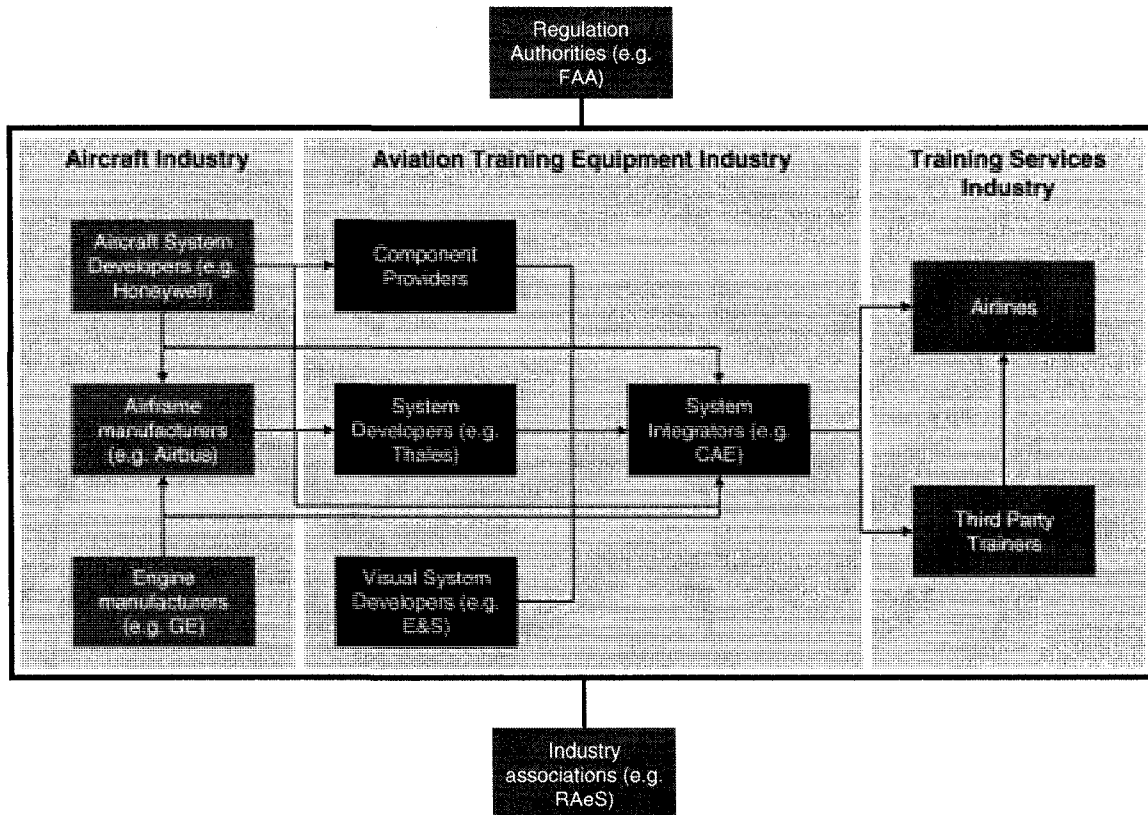 Regulation
Authorities (e.g.
FAA)
Aircraft Industry
Aviation Training Equipment Industry
Training Services
Industry
Aircraft System
Developers (e.g.
Honeywell)
Component
Providers
Airlines
Airframe
manufacturers
(e.g. Airbus)
System
Developers (e.g.
Thales)
System
Integrators (e.g.
CAE)
Third Party
Trainers
Engine
manufacturers
(e.g. GE)
Visual System
Developers (e.g.
E&S)
Industry
associations (e.g.
RAeS)